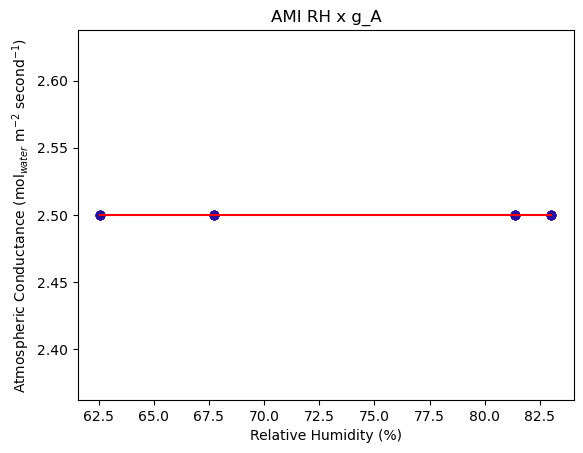 AMI RH x g_A
Atmospheric Conductance (mol_water m⁻² second⁻¹)
2.60
2.55
2.50
2.45
2.40
62.5 65.0 67.5 70.0 72.5 75.0 77.5 80.0 82.5
Relative Humidity (%)